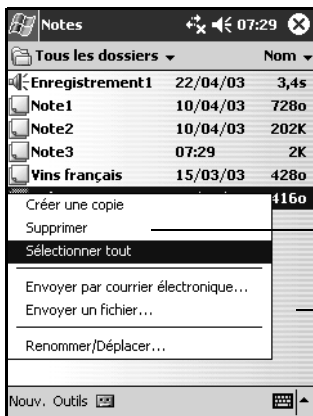 Notes 07:29
Tous les dossiers Nom
Enregistrement1 22/04/03 3,4s
Note1 10/04/03 728o
Note2 10/04/03 202K
Note3 07:29 2K
Vins français 15/03/03 428o
416o
Créer une copie
Supprimer
Sélectionner tout
Envoyer par courrier électronique...
Envoyer un fichier...
Renommer/Déplacer...
Nouv. Outils